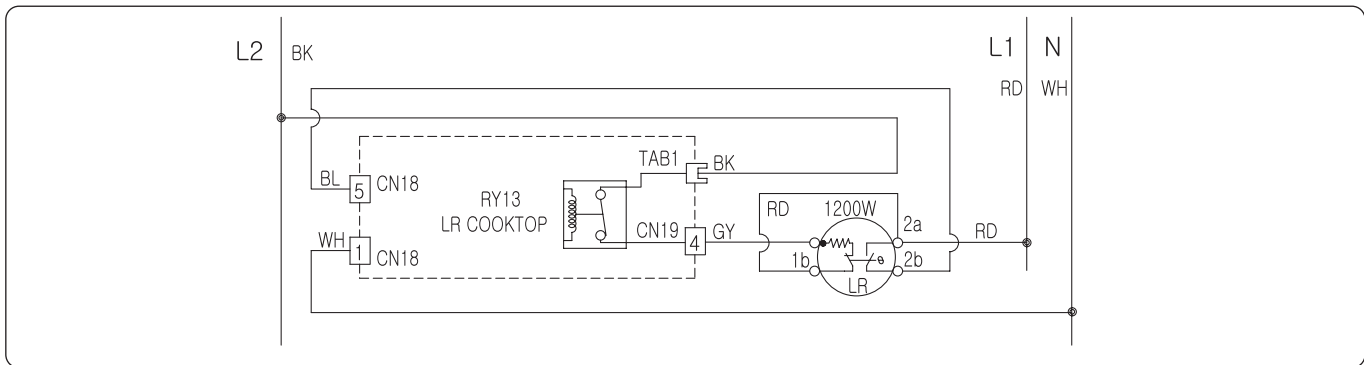 L2 BK
L1 N
RD WH
TAB1 BK
BL 5 CN18
RY13
LR COOKTOP
RD 1200W 2a
CN19 4 GY
RD
WH 1 CN18
1b θ 2b
LR